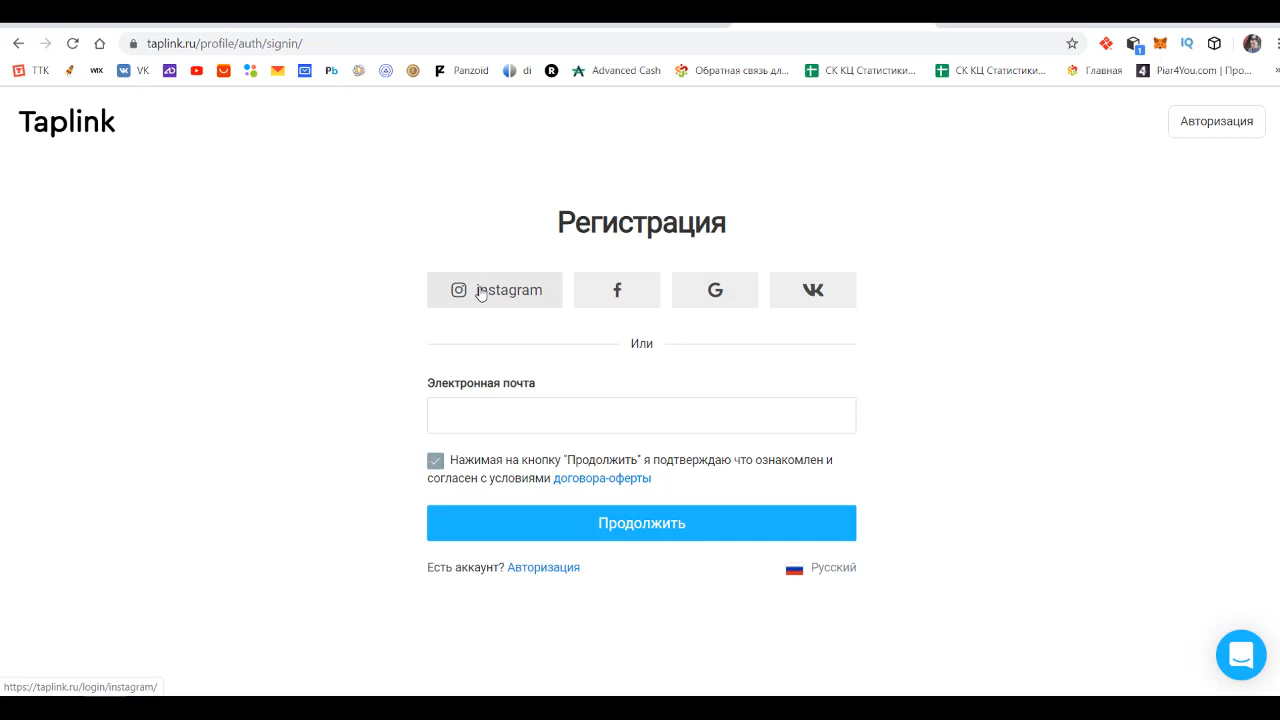 taplink.ru/profile/auth/signin/
ТТК
WIX
VK
Pb
Panzoid
di
Advanced Cash
Обратная связь дл...
СК КЦ Статистики...
СК КЦ Статистики...
Главная
Piar4You.com | Про...
Taplink
Авторизация
Регистрация
instagram
Или
Электронная почта
Нажимая на кнопку "Продолжить" я подтверждаю что ознакомлен и
согласен с условиями договора-оферты
Продолжить
Есть аккаунт? Авторизация
Русский
https://taplink.ru/login/instagram/